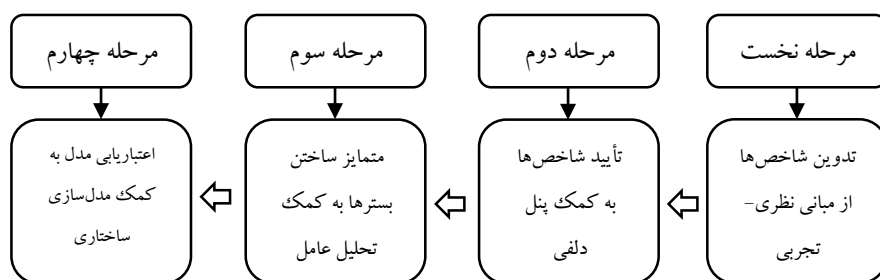 مرحله نخست
تدوین شاخص‌ها
از مبانی نظری-
تجربی
مرحله دوم
تأیید شاخص‌ها
به کمک پنل
دلفی
مرحله سوم
متمایز ساختن
بسترها به کمک
تحلیل عامل
مرحله چهارم
اعتباریابی مدل به
کمک مدل‌سازی
ساختاری